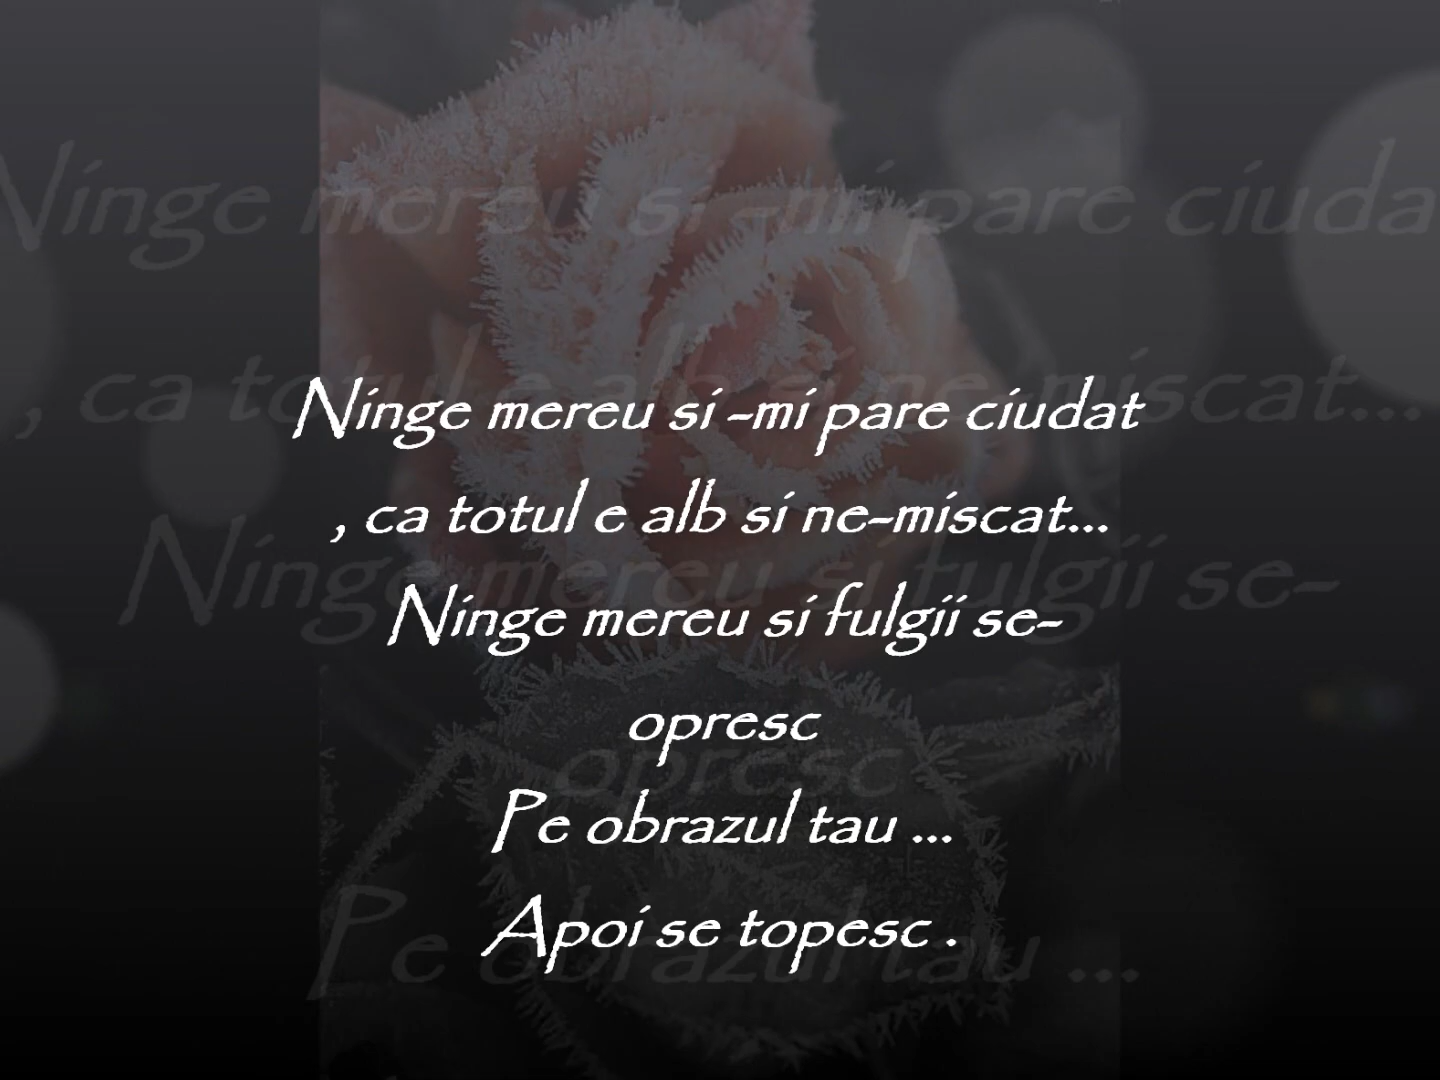 Ninge mereu si -mi pare ciudat
, ca totul e alb si ne-miscat...
Ninge mereu si fulgii se-
opresc
Pe obrazul tau ...
Apoi se topesc .